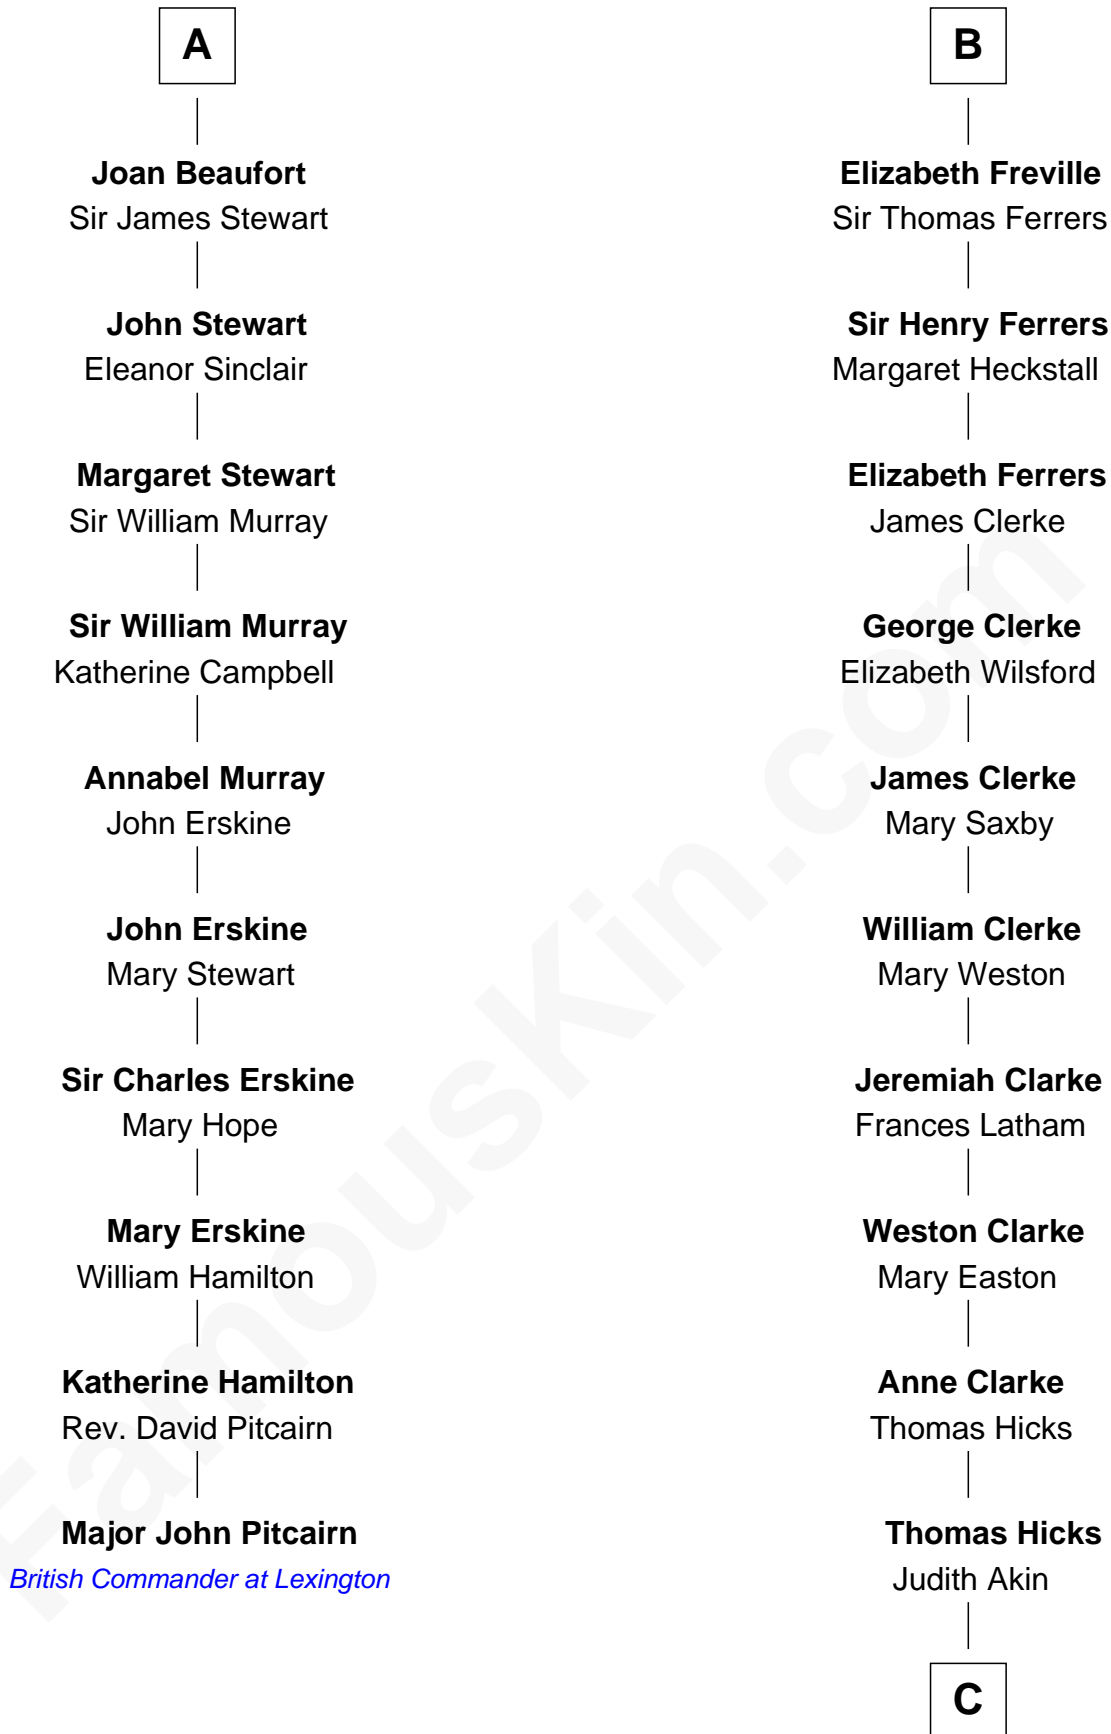 A
Joan Beaufort
Sir James Stewart
John Stewart
Eleanor Sinclair
Margaret Stewart
Sir William Murray
Sir William Murray
Katherine Campbell
Annabel Murray
John Erskine
John Erskine
Mary Stewart
Sir Charles Erskine
Mary Hope
Mary Erskine
William Hamilton
Katherine Hamilton
Rev. David Pitcairn
Major John Pitcairn
British Commander at Lexington
B
Elizabeth Freville
Sir Thomas Ferrers
Sir Henry Ferrers
Margaret Heckstall
Elizabeth Ferrers
James Clerke
George Clerke
Elizabeth Wilsford
James Clerke
Mary Saxby
William Clerke
Mary Weston
Jeremiah Clarke
Frances Latham
Weston Clarke
Mary Easton
Anne Clarke
Thomas Hicks
Thomas Hicks
Judith Akin
C
FamousKin.com